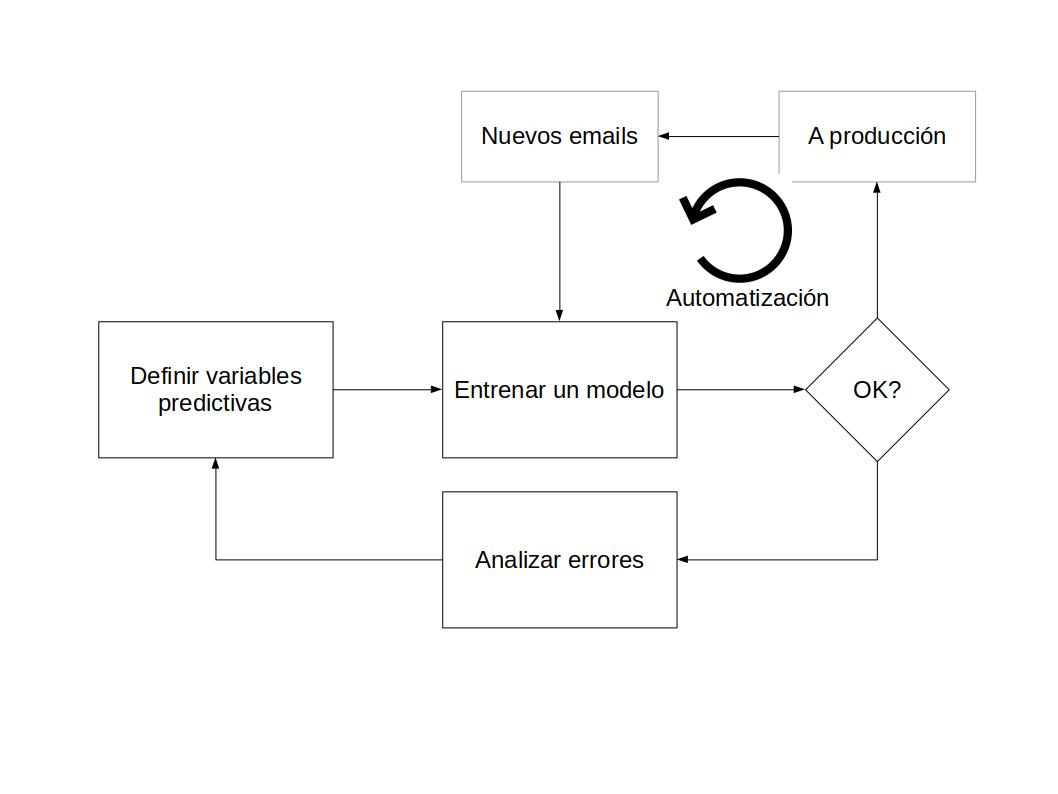 Nuevos emails
A producción
Automatización
Definir variables
predictivas
Entrenar un modelo
OK?
Analizar errores